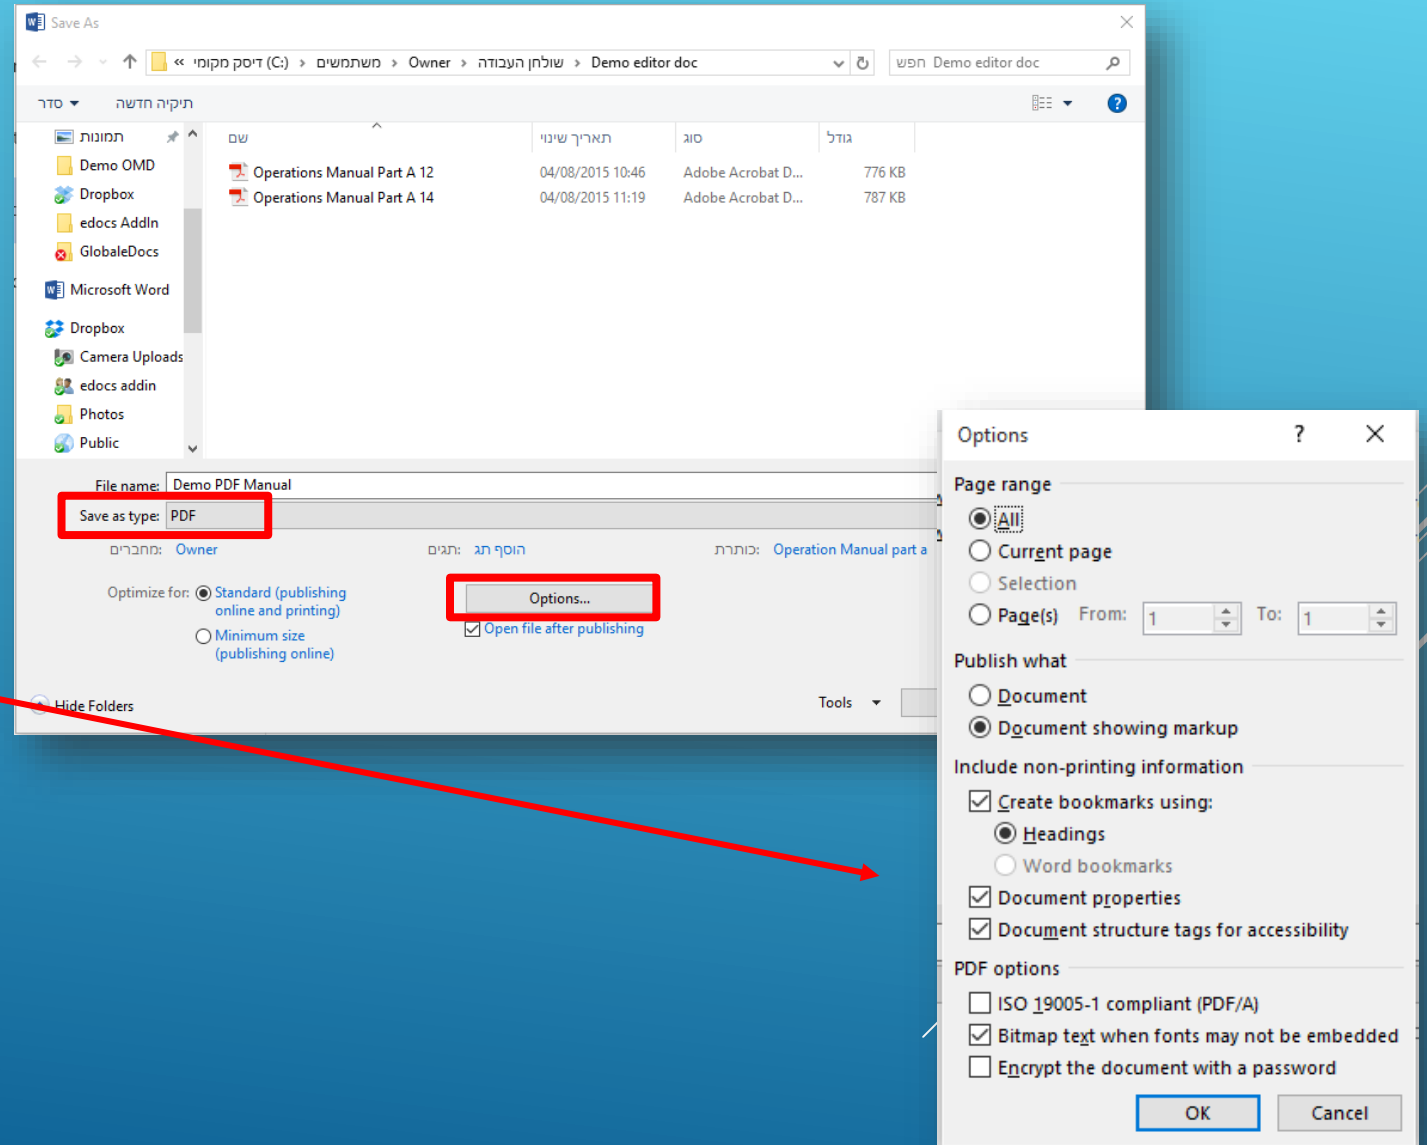 Save As
« דיסק מקומי (C:) › משתמשים › Owner › שולחן העבודה › Demo editor doc
חפש Demo editor doc
סדר
תיקיה חדשה
תמונות
Demo OMD
Dropbox
edocs AddIn
GlobaleDocs
Microsoft Word
Dropbox
Camera Uploads
edocs addin
Photos
Public
שם תאריך שינוי סוג גודל
Operations Manual Part A 12 04/08/2015 10:46 Adobe Acrobat D... 776 KB
Operations Manual Part A 14 04/08/2015 11:19 Adobe Acrobat D... 787 KB
File name: Demo PDF Manual
Save as type: PDF
מחברים: Owner
תגים: הוסף תג
כותרת: Operation Manual part a
Optimize for: Standard (publishing
online and printing)
Minimum size
(publishing online)
Options...
Open file after publishing
Hide Folders
Tools
Options ?
Page range
All
Current page
Selection
Page(s) From: 1 To: 1
Publish what
Document
Document showing markup
Include non-printing information
Create bookmarks using:
Headings
Word bookmarks
Document properties
Document structure tags for accessibility
PDF options
ISO 19005-1 compliant (PDF/A)
Bitmap text when fonts may not be embedded
Encrypt the document with a password
OK Cancel